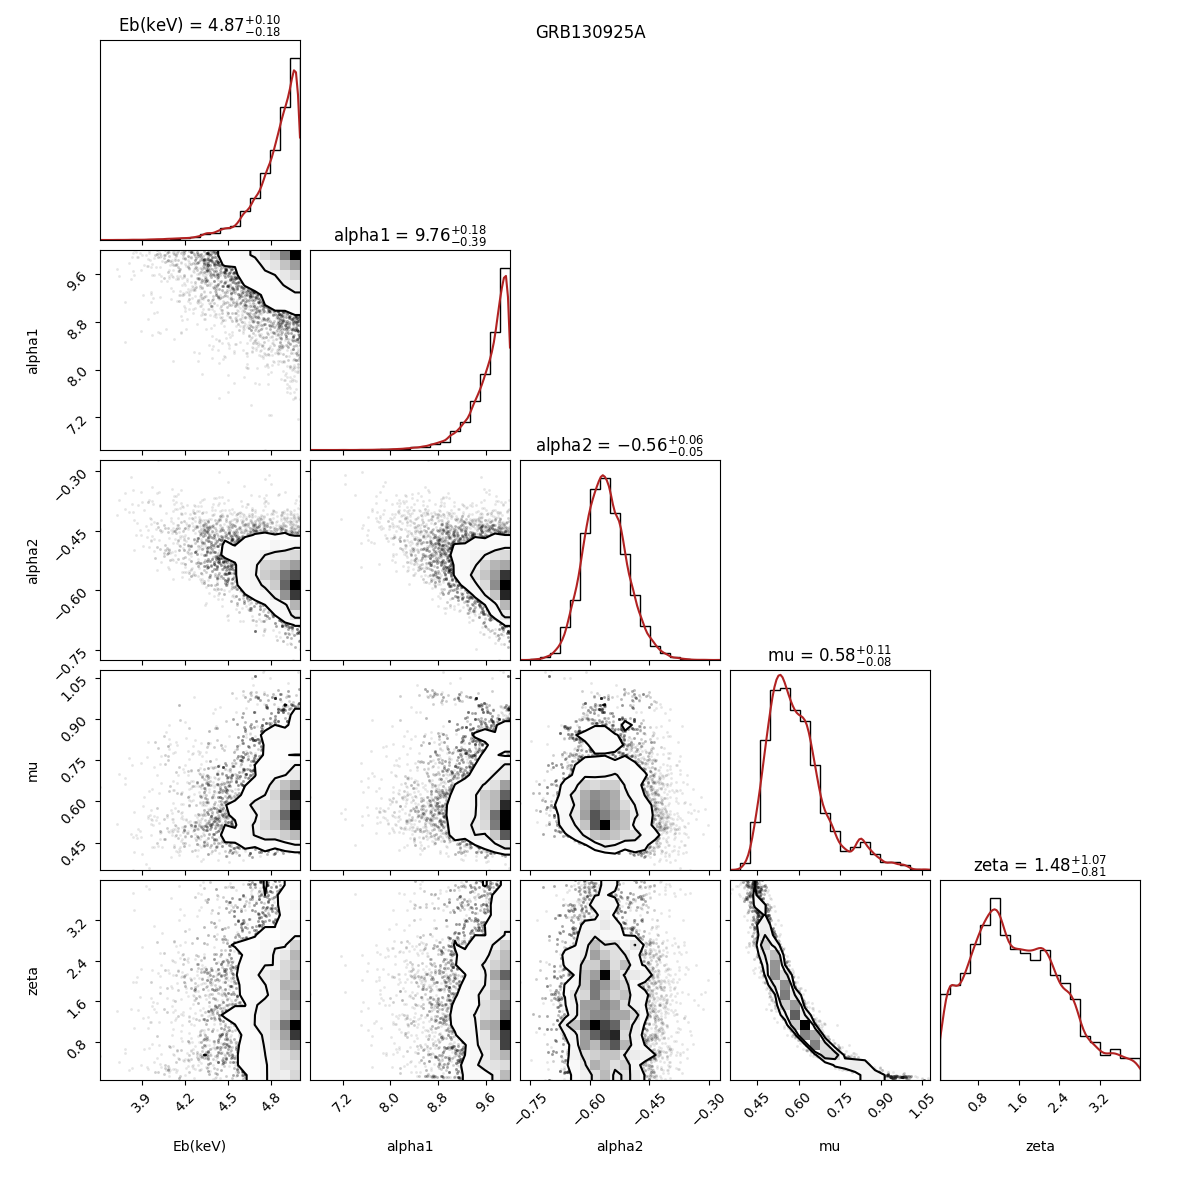 GRB130925A
Eb(keV) = 4.87+0.10−0.18
alpha1 = 9.76+0.18−0.39
9.6
8.8
8.0
7.2
alpha1
alpha2 = −0.56+0.06−0.05
−0.30
−0.45
−0.60
−0.75
alpha2
mu = 0.58+0.11−0.08
1.05
0.90
0.75
0.60
0.45
mu
zeta = 1.48+1.07−0.81
3.2
2.4
1.6
0.8
zeta
3.9 4.2 4.5 4.8
7.2 8.0 8.8 9.6
−0.75 −0.60 −0.45 −0.30
0.45 0.60 0.75 0.90 1.05
0.8 1.6 2.4 3.2
Eb(keV) alpha1 alpha2 mu zeta